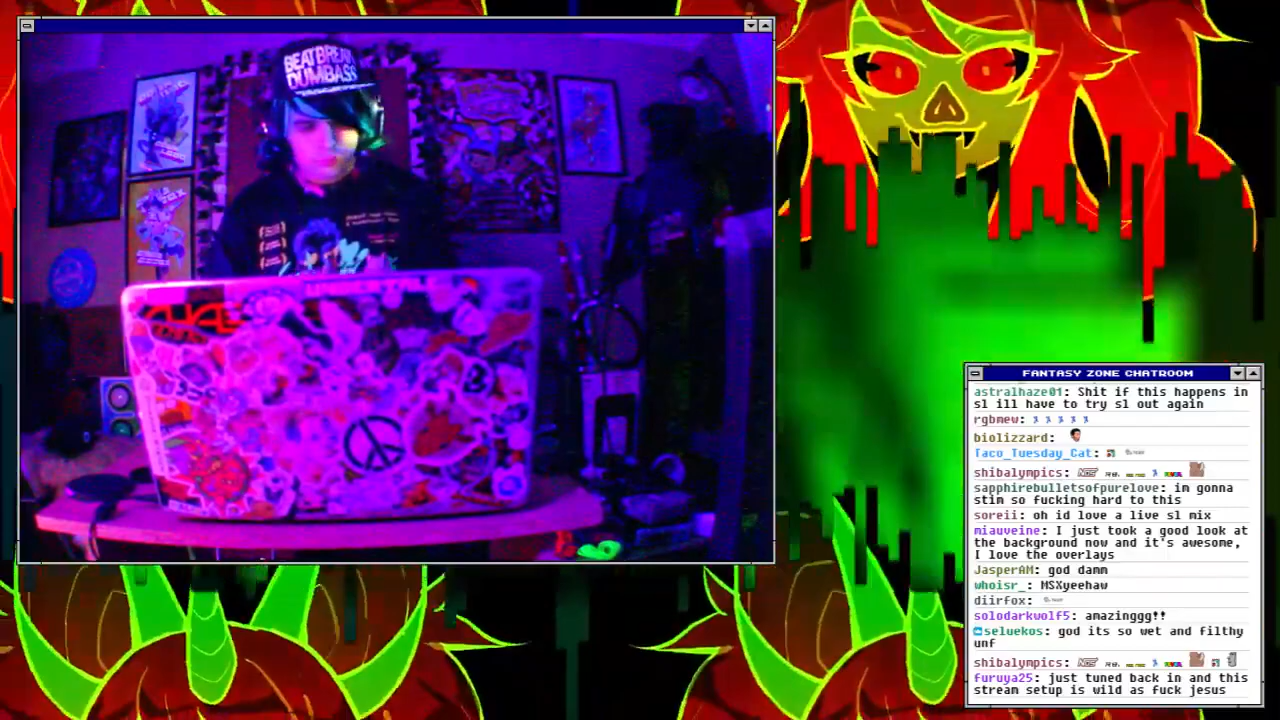 BEATBREAK
DUMBASS
UNDERTALE
FANTASY ZONE CHATROOM
astralhaze01: Shit if this happens in
sl ill have to try sl out again
rgbmew:
biolizzard:
Taco_Tuesday_Cat:
shibalympics:
sapphirebulletsofpurelove: im gonna
stim so fucking hard to this
soreii: oh id love a live sl mix
miauveine: I just took a good look at
the background now and it's awesome,
I love the overlays
JasperAM: god damm
whoisr_: MSXyeehaw
diirfox:
solodarkwolf5: amazinggg!!
seluekos: god its so wet and filthy
unf
shibalympics:
furuya25: just tuned back in and this
stream setup is wild as fuck jesus